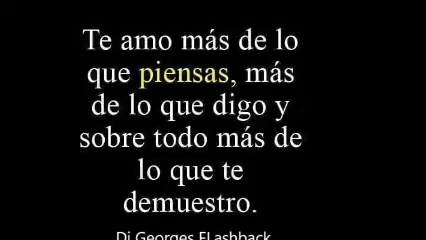 Te amo más de lo
que piensas, más
de lo que digo y
sobre todo más de
lo que te
demuestro.
Dj Georges FLashback